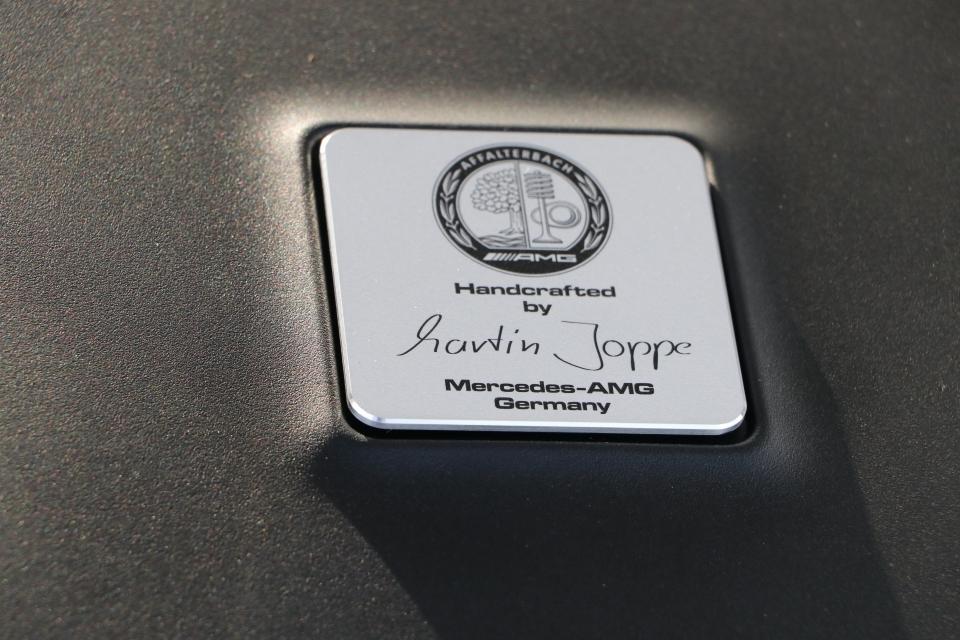 AFFALTERBACH
AMG
Handcrafted
by
Martin Joppe
Mercedes-AMG
Germany